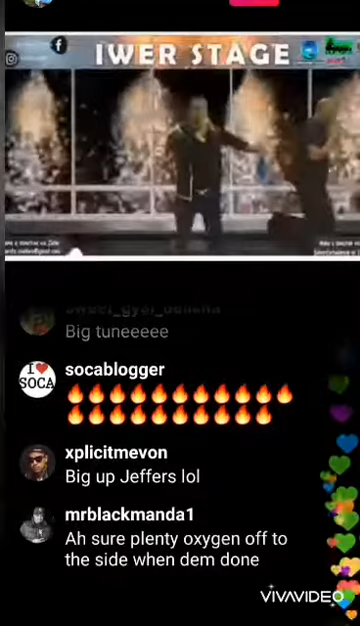 IWER STAGE
Big tuneeeee
socablogger
I ❤
SOCA
🔥🔥🔥🔥🔥🔥🔥🔥🔥🔥🔥
🔥🔥🔥🔥🔥🔥🔥🔥🔥🔥
xplicitmevon
Big up Jeffers lol
mrblackmanda1
Ah sure plenty oxygen off to
the side when dem done
VIVAVIDEO